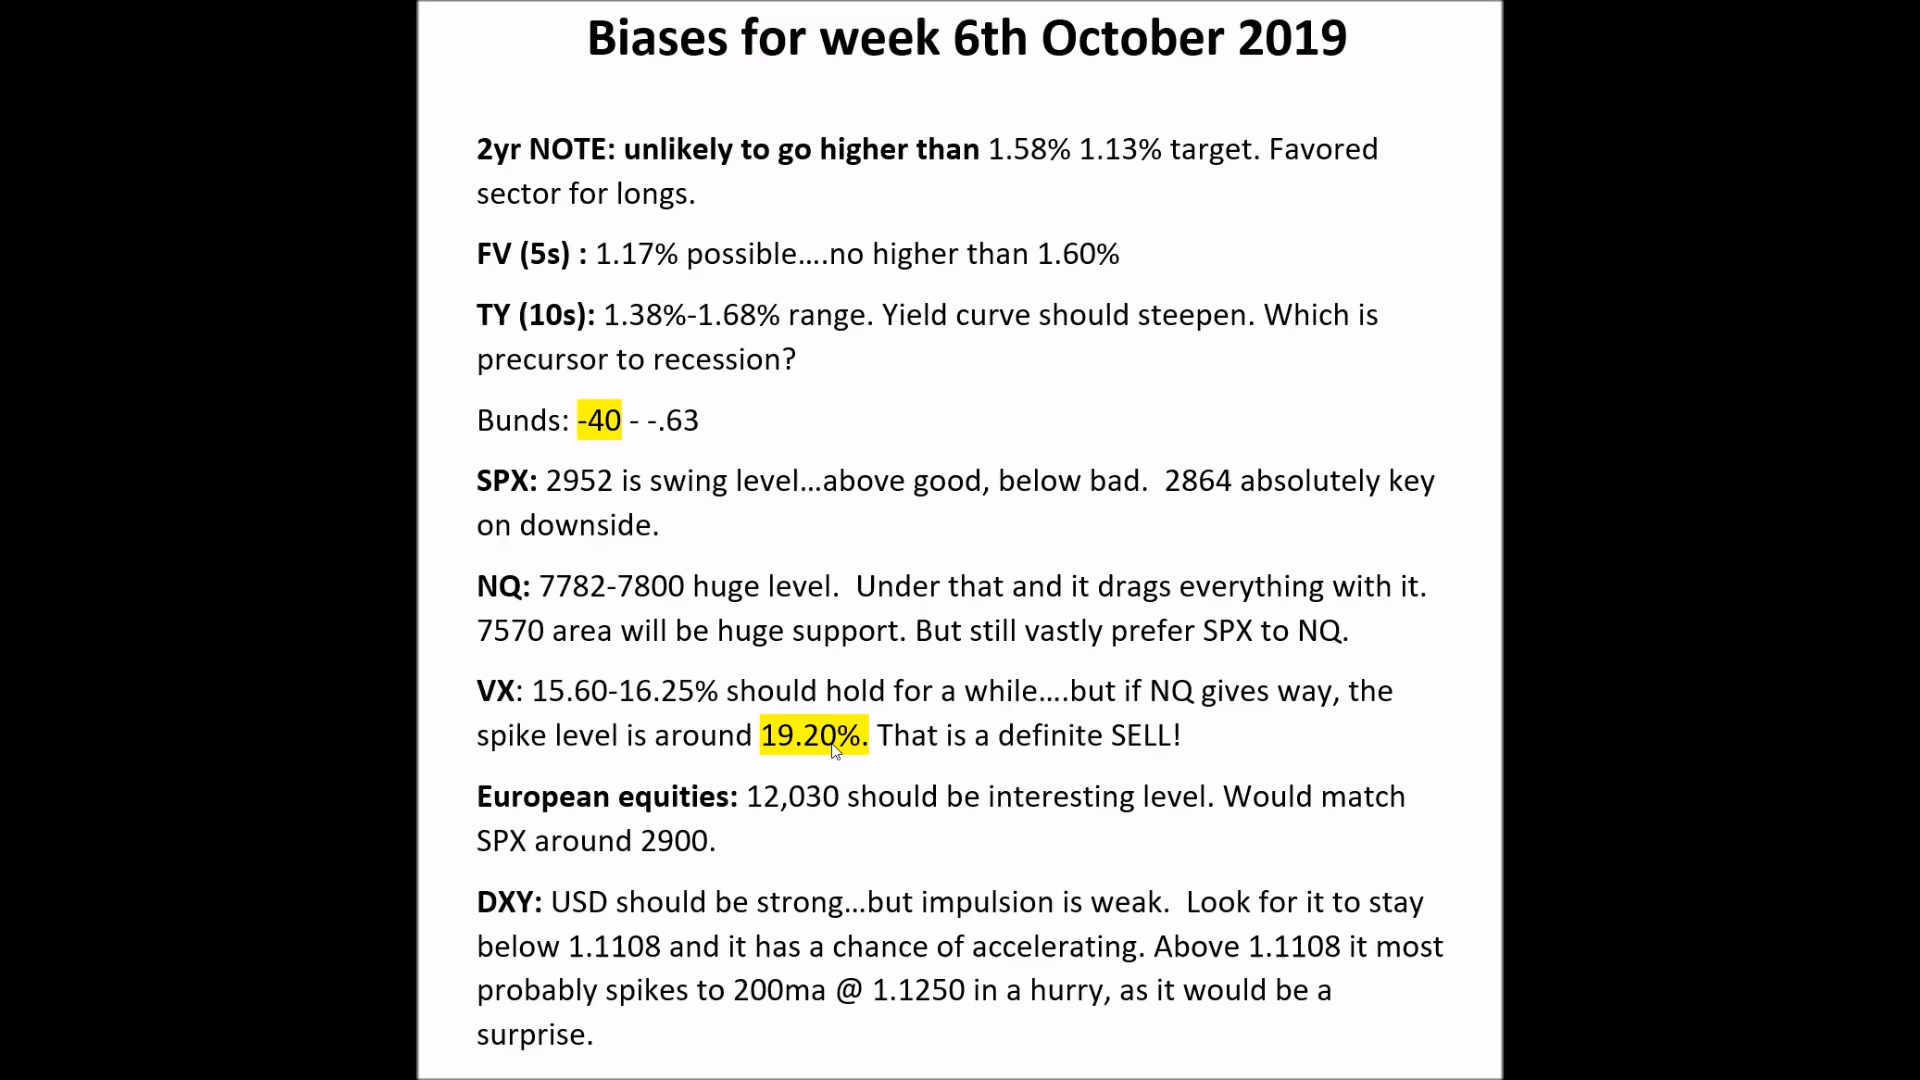 Biases for week 6th October 2019
2yr NOTE: unlikely to go higher than 1.58% 1.13% target. Favored
sector for longs.
FV (5s) : 1.17% possible....no higher than 1.60%
TY (10s): 1.38%-1.68% range. Yield curve should steepen. Which is
precursor to recession?
Bunds: -40 - -.63
SPX: 2952 is swing level...above good, below bad.  2864 absolutely key
on downside.
NQ: 7782-7800 huge level.  Under that and it drags everything with it.
7570 area will be huge support. But still vastly prefer SPX to NQ.
VX: 15.60-16.25% should hold for a while....but if NQ gives way, the
spike level is around 19.20%. That is a definite SELL!
European equities: 12,030 should be interesting level. Would match
SPX around 2900.
DXY: USD should be strong...but impulsion is weak.  Look for it to stay
below 1.1108 and it has a chance of accelerating. Above 1.1108 it most
probably spikes to 200ma @ 1.1250 in a hurry, as it would be a
surprise.